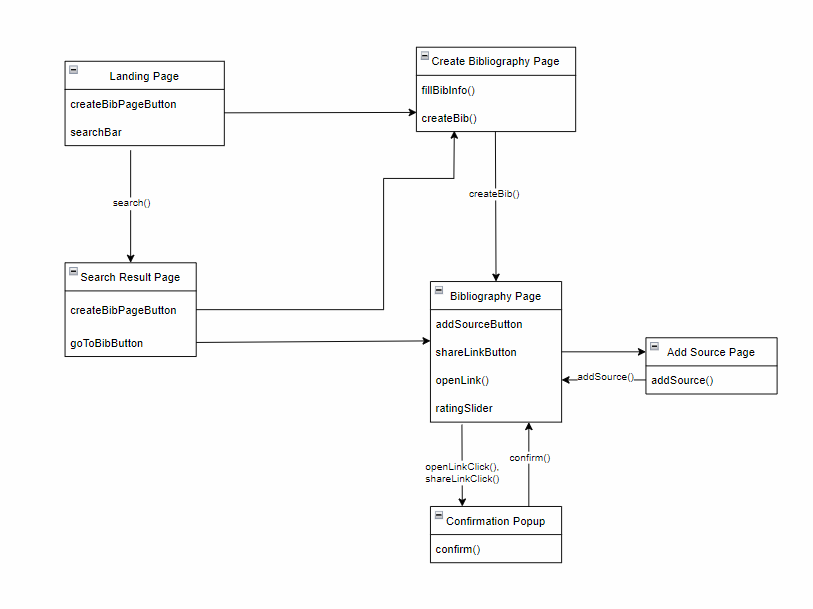 Landing Page
createBibPageButton
searchBar
Create Bibliography Page
fillBibInfo()
createBib()
search()
createBib()
Search Result Page
createBibPageButton
goToBibButton
Bibliography Page
addSourceButton
shareLinkButton
openLink()
ratingSlider
Add Source Page
addSource()
addSource()
openLinkClick(),
shareLinkClick()
confirm()
Confirmation Popup
confirm()